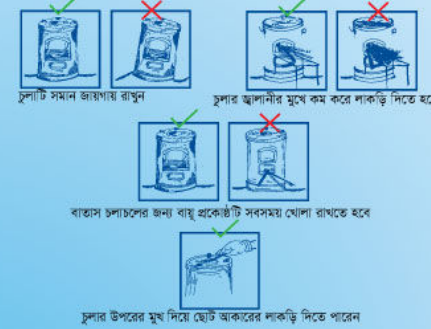 চুলাটি সমান জায়গায় রাখুন
চুলার জ্বালানীর মুখে কম করে লাকড়ি দিতে হবে
বাতাস চলাচলের জন্য বায়ু প্রকোষ্ঠটি সবসময় খোলা রাখতে হবে
চুলার উপরের মুখ দিয়ে ছোট আকারের লাকড়ি দিতে পারেন